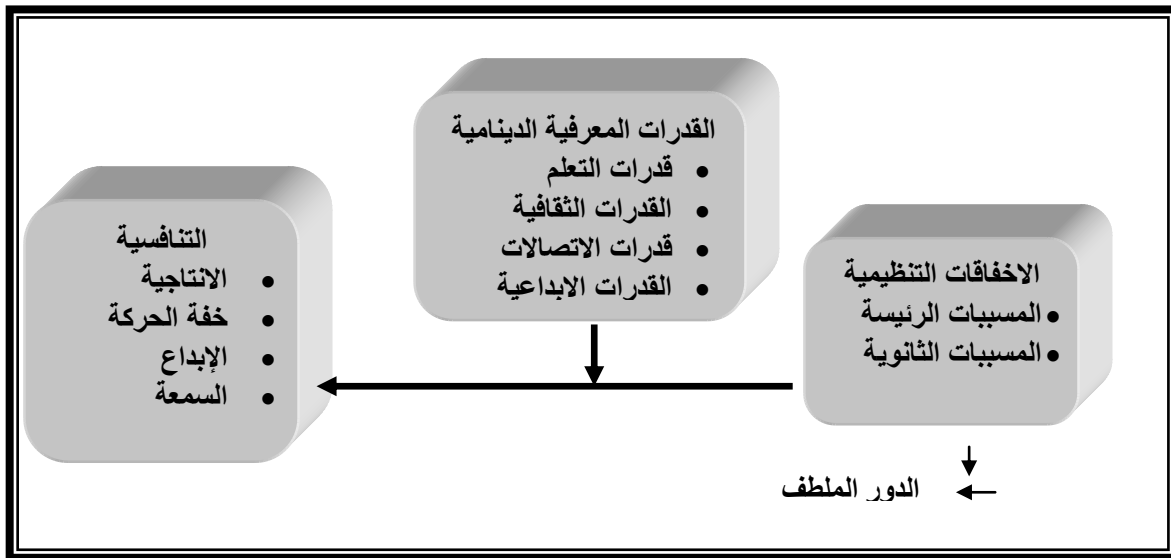 القدرات المعرفية الدينامية
• قدرات التعلم
• القدرات الثقافية
• قدرات الاتصالات
• القدرات الابداعية
الاخفاقات التنظيمية
• المسببات الرئيسة
• المسببات الثانوية
التنافسية
• الانتاجية
• خفة الحركة
• الإبداع
• السمعة
الدور الملطف